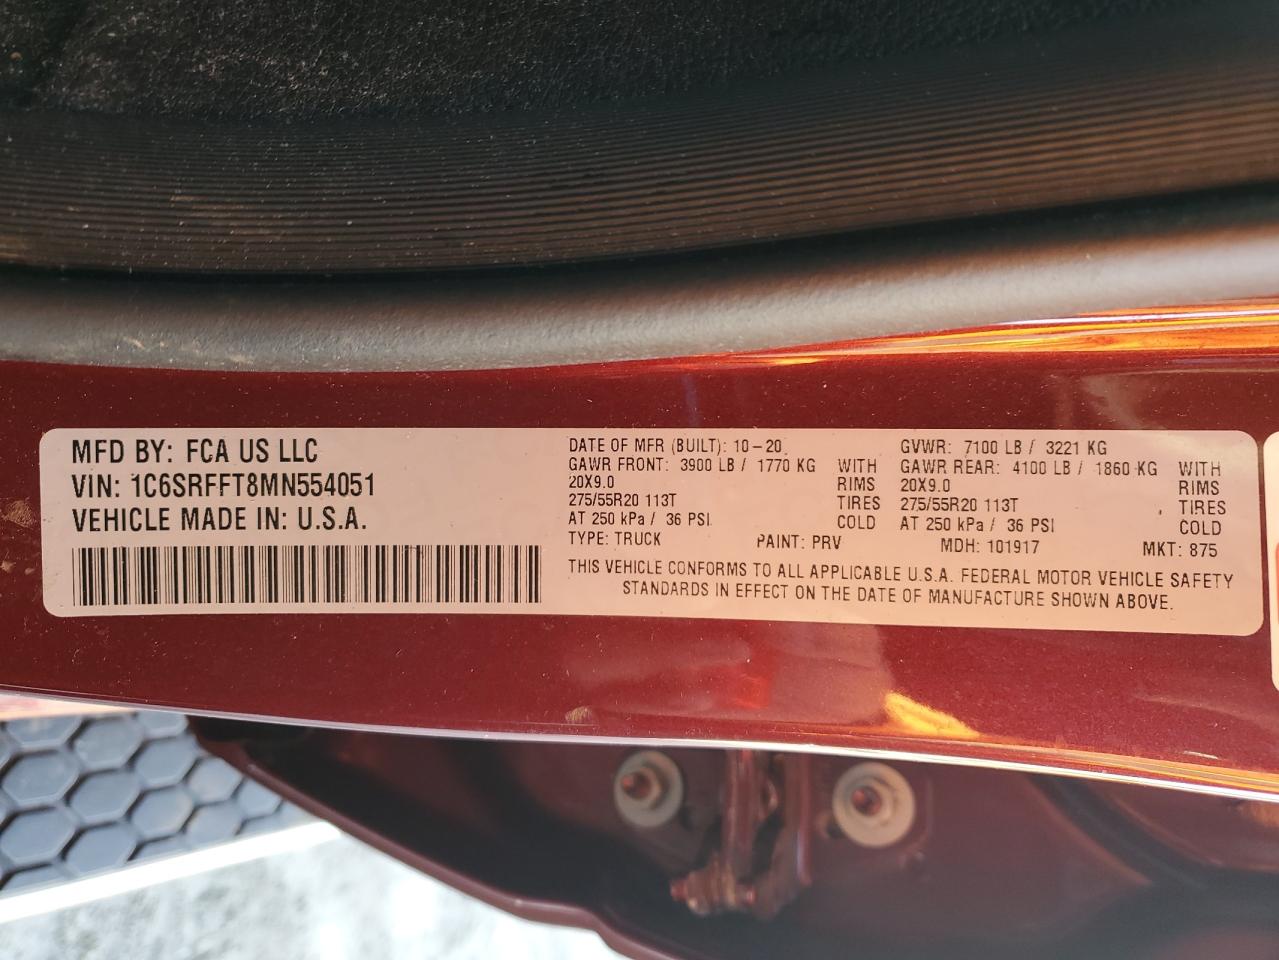 MFD BY: FCA US LLC
VIN: 1C6SRFFT8MN554051
VEHICLE MADE IN: U.S.A.
DATE OF MFR (BUILT): 10-20
GAWR FRONT: 3900 LB / 1770 KG WITH
20X9.0 RIMS
275/55R20 113T TIRES
AT 250 kPa / 36 PSI COLD
GVWR: 7100 LB / 3221 KG
GAWR REAR: 4100 LB / 1860 KG WITH
20X9.0 RIMS
275/55R20 113T TIRES
AT 250 kPa / 36 PSI COLD
TYPE: TRUCK PAINT: PRV MDH: 101917 MKT: 875
THIS VEHICLE CONFORMS TO ALL APPLICABLE U.S.A. FEDERAL MOTOR VEHICLE SAFETY
STANDARDS IN EFFECT ON THE DATE OF MANUFACTURE SHOWN ABOVE.